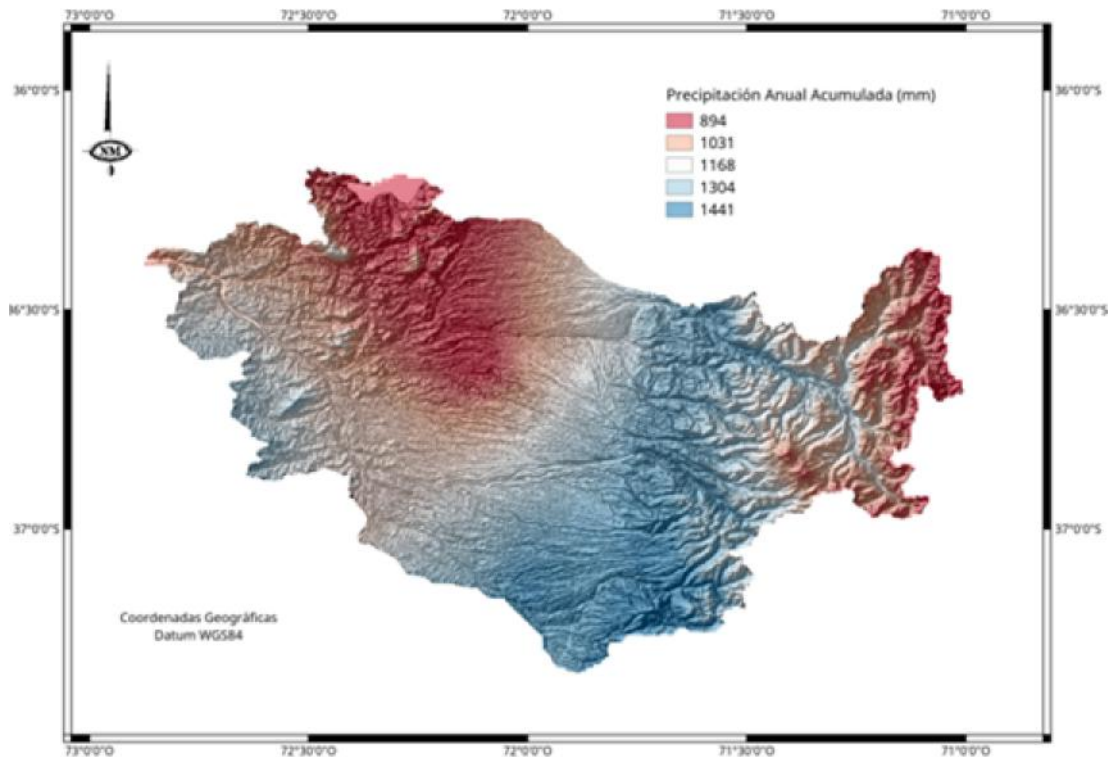 73°0'0"O 72°30'0"O 72°0'0"O 71°30'0"O 71°0'0"O
36°0'0"S 36°0'0"S
NM
Precipitación Anual Acumulada (mm)
894
1031
1168
1304
1441
36°30'0"S 36°30'0"S
37°0'0"S 37°0'0"S
Coordenadas Geográficas
Datum WGS84
73°0'0"O 72°30'0"O 72°0'0"O 71°30'0"O 71°0'0"O